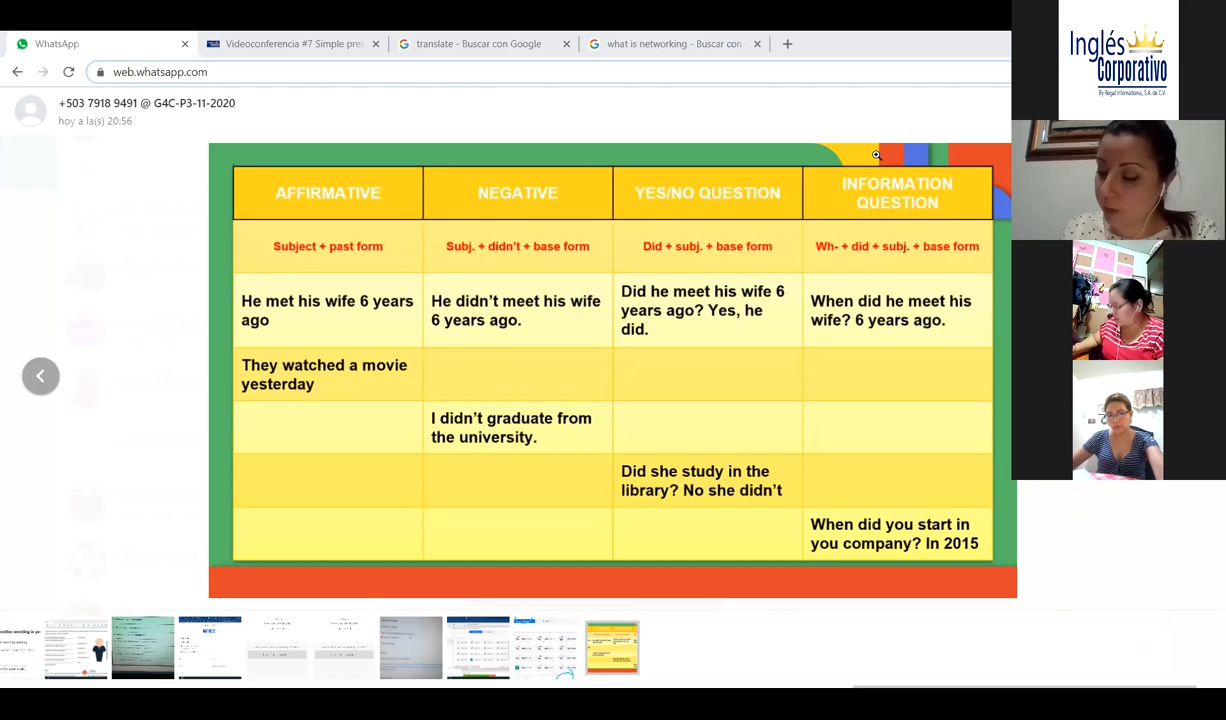 WhatsApp
Videoconferencia #7 Simple pres
translate - Buscar con Google
what is networking - Buscar con
web.whatsapp.com
+503 7918 9491 @ G4C-P3-11-2020
hoy a la(s) 20:56
Inglés
Corporativo
By Regal International, S.A. de C.V.
AFFIRMATIVE
NEGATIVE
YES/NO QUESTION
INFORMATION
QUESTION
Subject + past form
Subj. + didn't + base form
Did + subj. + base form
Wh- + did + subj. + base form
He met his wife 6 years
ago
He didn't meet his wife
6 years ago.
Did he meet his wife 6
years ago? Yes, he
did.
When did he meet his
wife? 6 years ago.
They watched a movie
yesterday
I didn't graduate from
the university.
Did she study in the
library? No she didn't
When did you start in
you company? In 2015